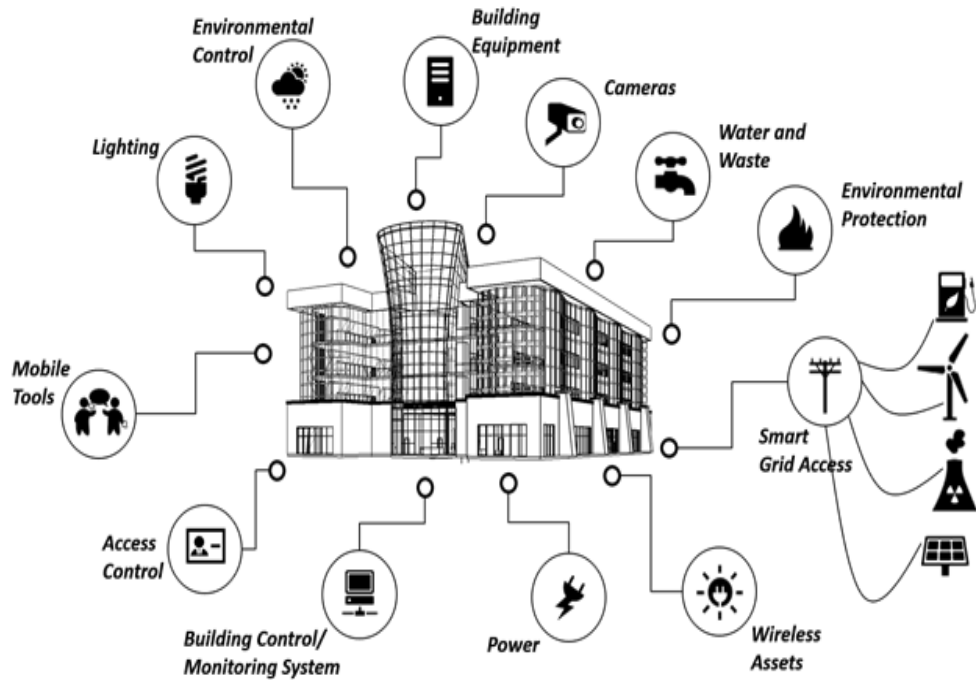 Environmental
Control
Building
Equipment
Cameras
Lighting
Water and
Waste
Environmental
Protection
Mobile
Tools
Smart
Grid Access
Access
Control
Building Control/
Monitoring System
Power
Wireless
Assets